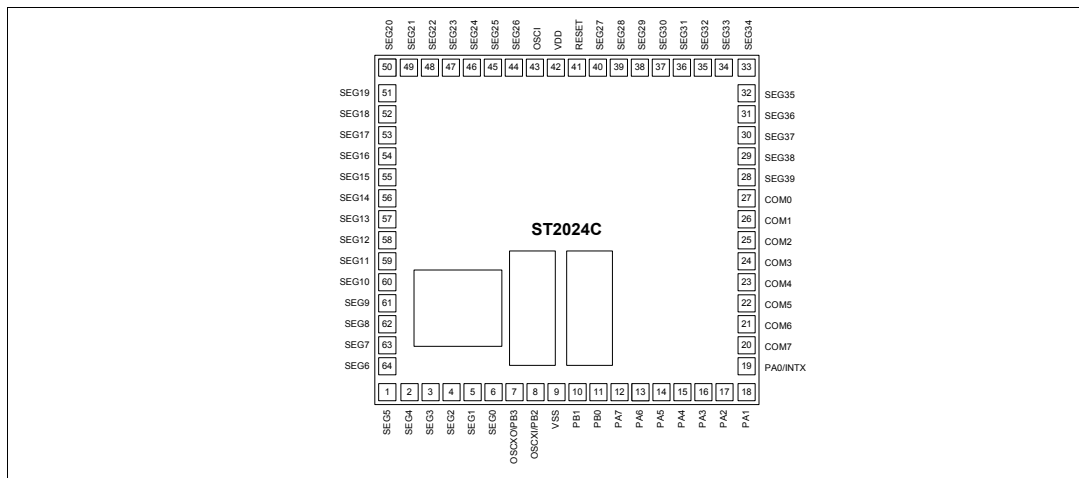 SEG20 SEG21 SEG22 SEG23 SEG24 SEG25 SEG26 OSCI VDD RESET SEG27 SEG28 SEG29 SEG30 SEG31 SEG32 SEG33 SEG34
50 49 48 47 46 45 44 43 42 41 40 39 38 37 36 35 34 33
SEG19 51 32 SEG35
SEG18 52 31 SEG36
SEG17 53 30 SEG37
SEG16 54 29 SEG38
SEG15 55 28 SEG39
SEG14 56 27 COM0
SEG13 57 26 COM1
ST2024C
SEG12 58 25 COM2
SEG11 59 24 COM3
SEG10 60 23 COM4
SEG9 61 22 COM5
SEG8 62 21 COM6
SEG7 63 20 COM7
SEG6 64 19 PA0/INTX
1 2 3 4 5 6 7 8 9 10 11 12 13 14 15 16 17 18
SEG5 SEG4 SEG3 SEG2 SEG1 SEG0 OSCXO/PB3 OSCXI/PB2 VSS PB1 PB0 PA7 PA6 PA5 PA4 PA3 PA2 PA1